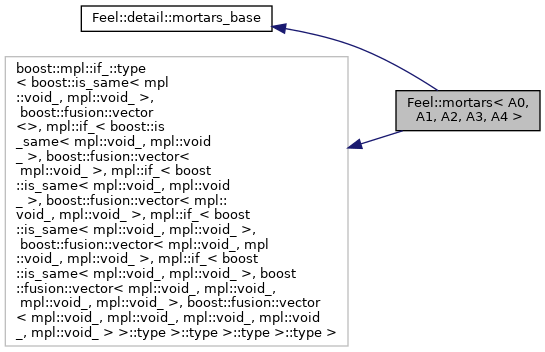 Feel::detail::mortars_base
boost::mpl::if_::type
< boost::is_same< mpl
::void_, mpl::void_ >,
boost::fusion::vector
<>, mpl::if_< boost::is
_same< mpl::void_, mpl::void
_ >, boost::fusion::vector<
mpl::void_ >, mpl::if_< boost
::is_same< mpl::void_, mpl::void
_ >, boost::fusion::vector< mpl::
void_, mpl::void_ >, mpl::if_< boost
::is_same< mpl::void_, mpl::void_ >,
boost::fusion::vector< mpl::void_, mpl
::void_, mpl::void_ >, mpl::if_< boost
::is_same< mpl::void_, mpl::void_ >, boost
::fusion::vector< mpl::void_, mpl::void_,
mpl::void_, mpl::void_ >, boost::fusion::vector
< mpl::void_, mpl::void_, mpl::void_, mpl::void
_, mpl::void_ > >::type >::type >::type >::type >
Feel::mortars< A0,
A1, A2, A3, A4 >